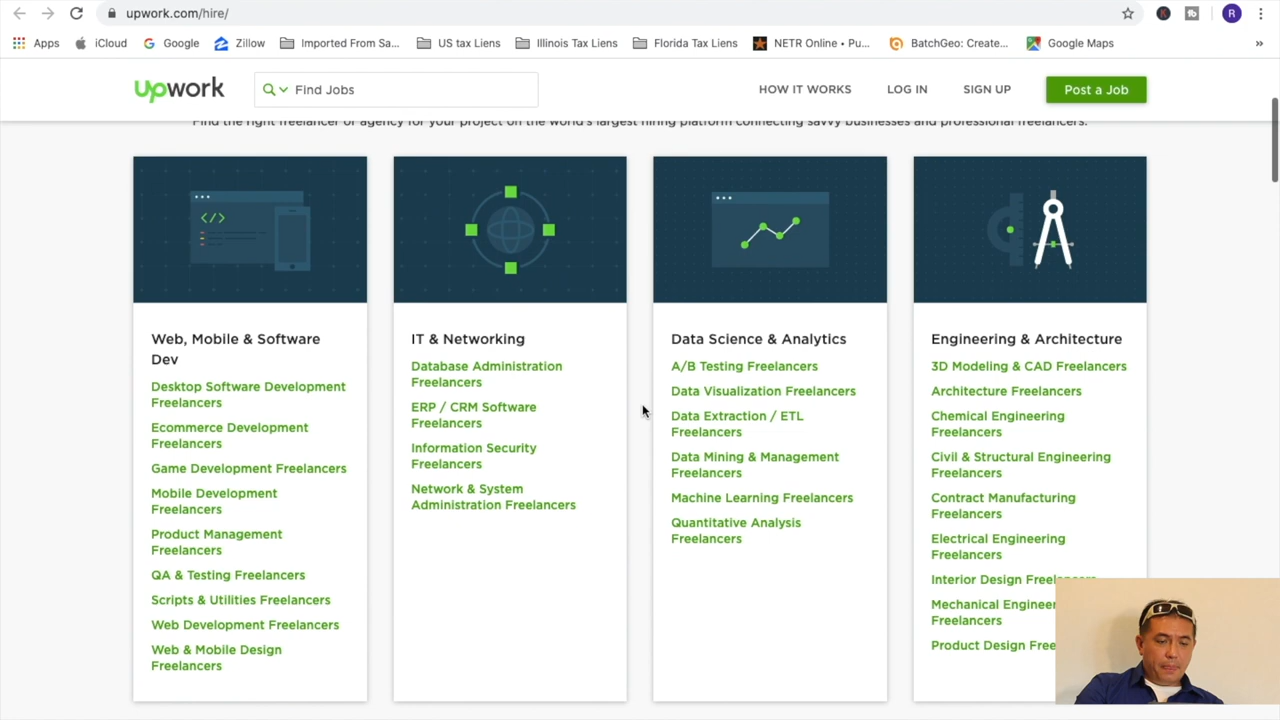 upwork.com/hire/
R
Apps
iCloud
Google
Zillow
Imported From Sa...
US tax Liens
Illinois Tax Liens
Florida Tax Liens
NETR Online • Pu...
BatchGeo: Create...
Google Maps
»
upwork
Find Jobs
HOW IT WORKS
LOG IN
SIGN UP
Post a Job
Find the right freelancer or agency for your project on the world's largest hiring platform connecting savvy businesses and professional freelancers.
</>
Web, Mobile & Software
Dev
Desktop Software Development
Freelancers
Ecommerce Development
Freelancers
Game Development Freelancers
Mobile Development
Freelancers
Product Management
Freelancers
QA & Testing Freelancers
Scripts & Utilities Freelancers
Web Development Freelancers
Web & Mobile Design
Freelancers
IT & Networking
Database Administration
Freelancers
ERP / CRM Software
Freelancers
Information Security
Freelancers
Network & System
Administration Freelancers
Data Science & Analytics
A/B Testing Freelancers
Data Visualization Freelancers
Data Extraction / ETL
Freelancers
Data Mining & Management
Freelancers
Machine Learning Freelancers
Quantitative Analysis
Freelancers
Engineering & Architecture
3D Modeling & CAD Freelancers
Architecture Freelancers
Chemical Engineering
Freelancers
Civil & Structural Engineering
Freelancers
Contract Manufacturing
Freelancers
Electrical Engineering
Freelancers
Interior Design Freelancers
Mechanical Enginee
Freelancers
Product Design Free